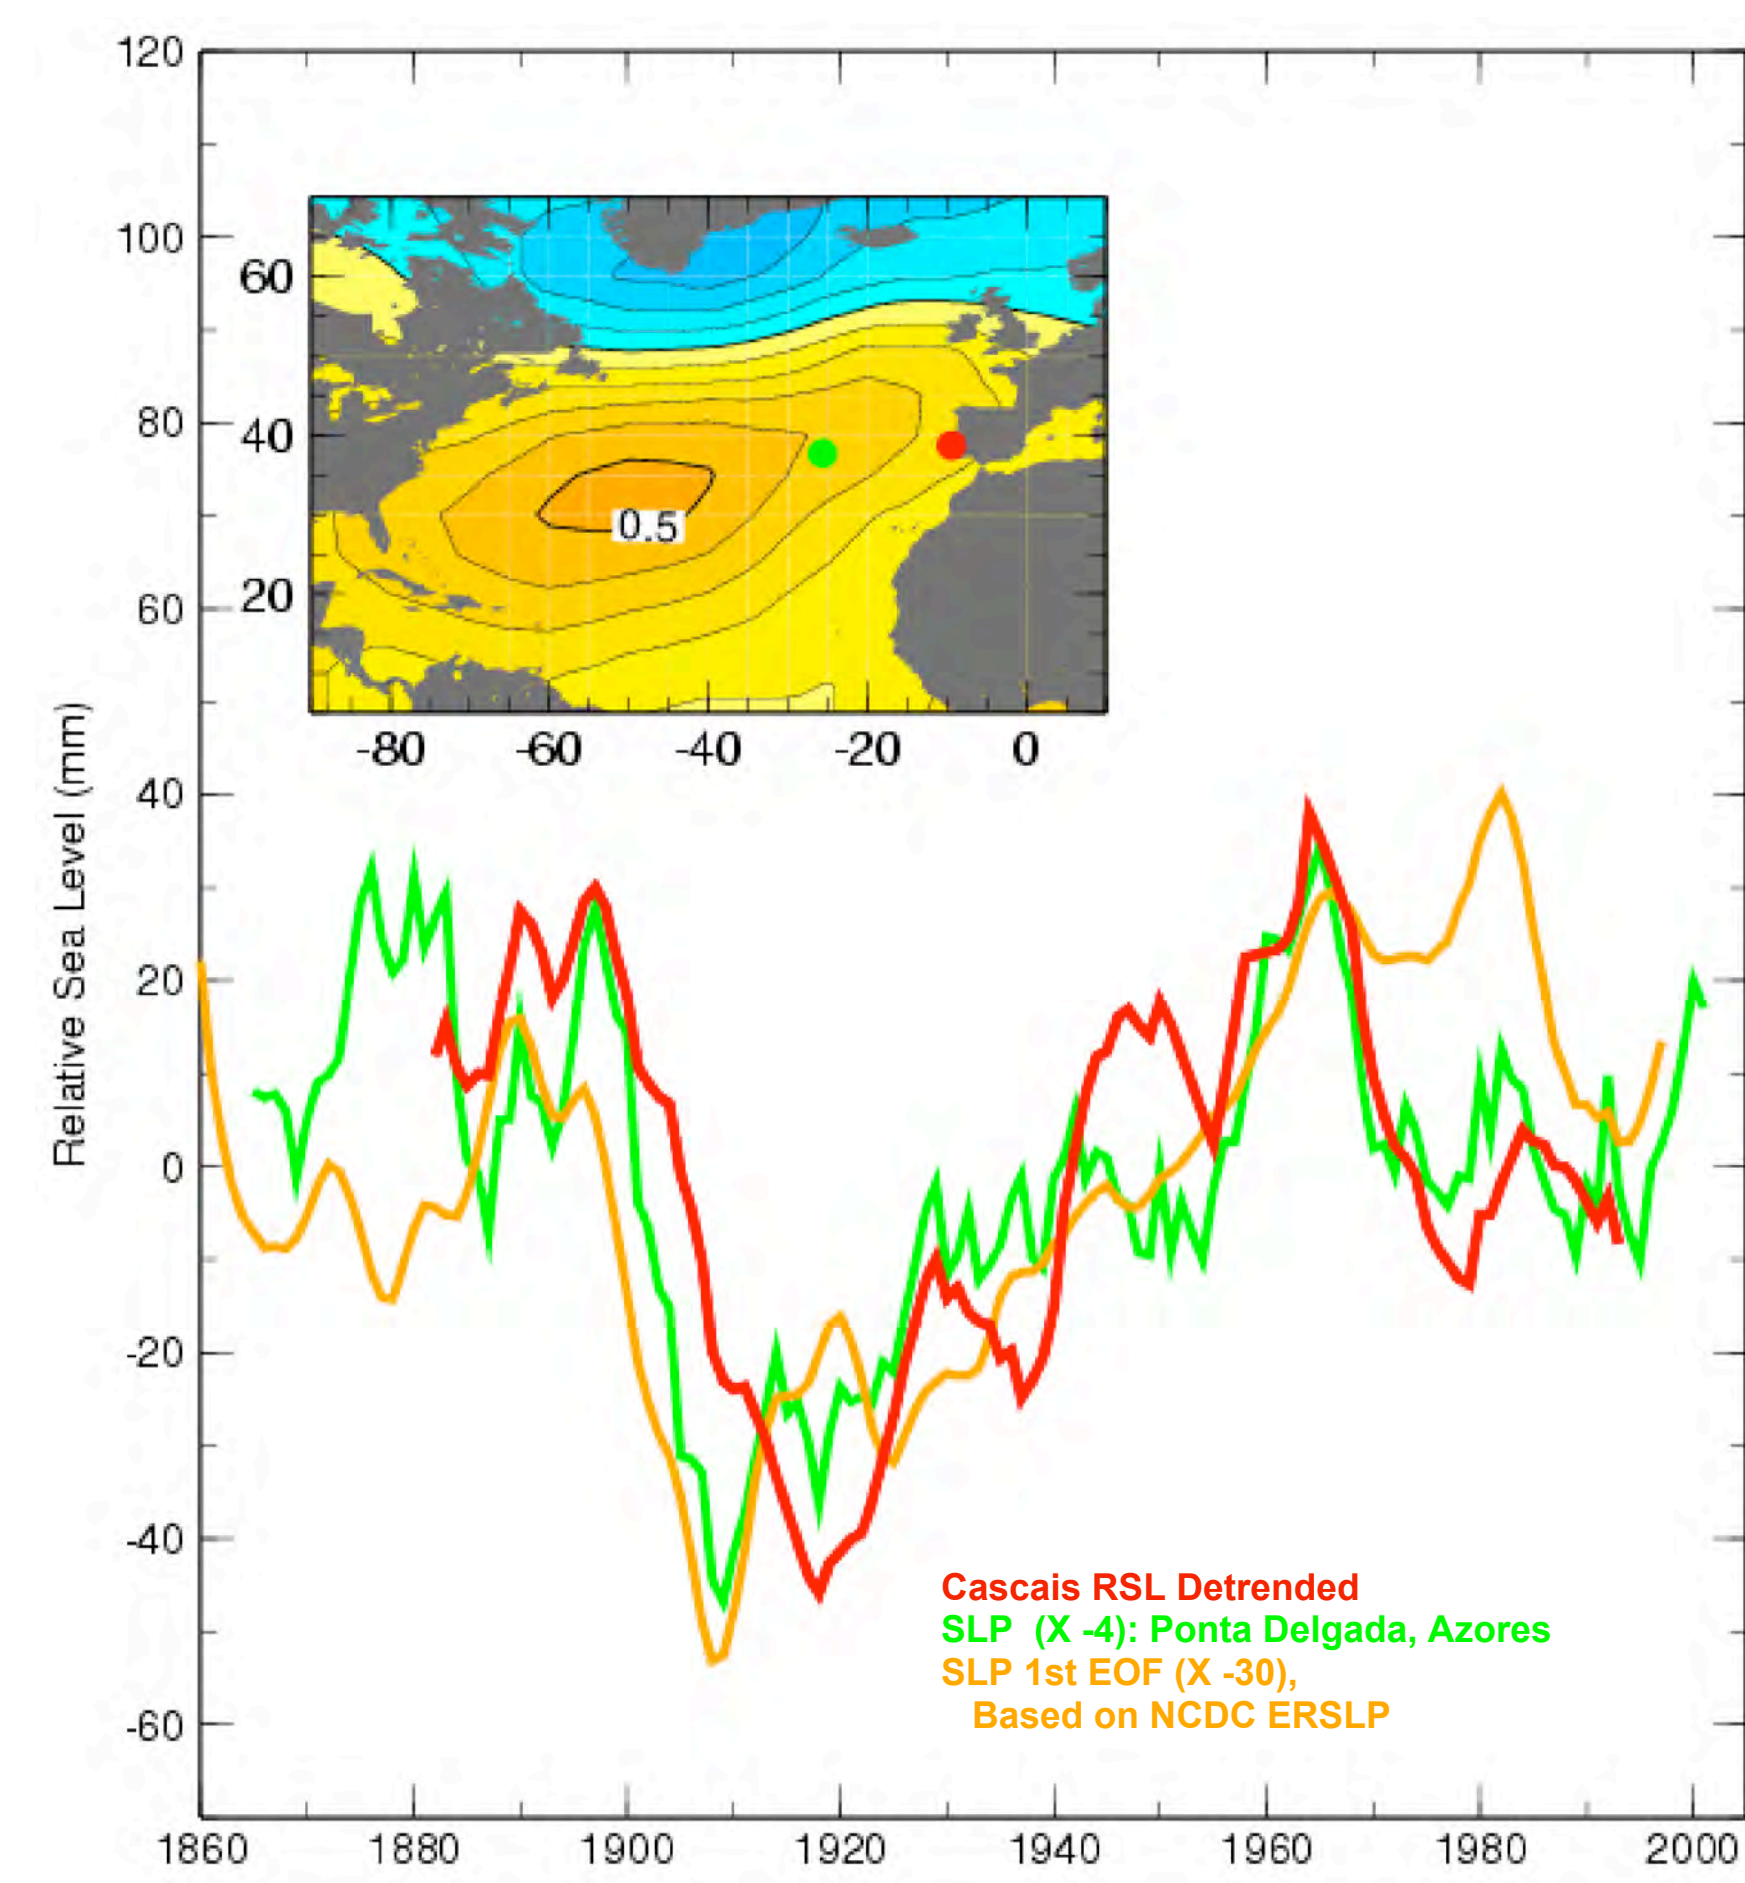 120
100
80
60
40
20
0
-20
-40
-60
Relative Sea Level (mm)
60
40
20
0.5
-80 -60 -40 -20 0
Cascais RSL Detrended
SLP (X -4): Ponta Delgada, Azores
SLP 1st EOF (X -30),
Based on NCDC ERSLP
1860 1880 1900 1920 1940 1960 1980 2000